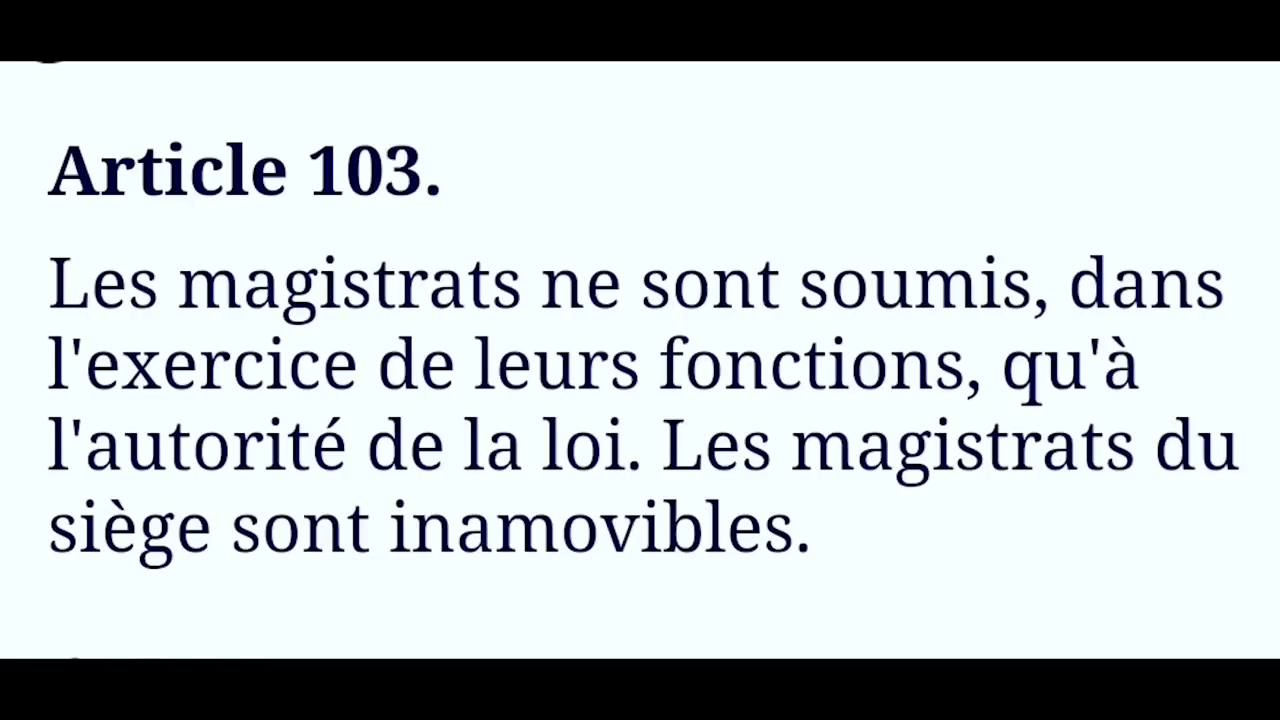 Article 103.
Les magistrats ne sont soumis, dans
l'exercice de leurs fonctions, qu'à
l'autorité de la loi. Les magistrats du
siège sont inamovibles.